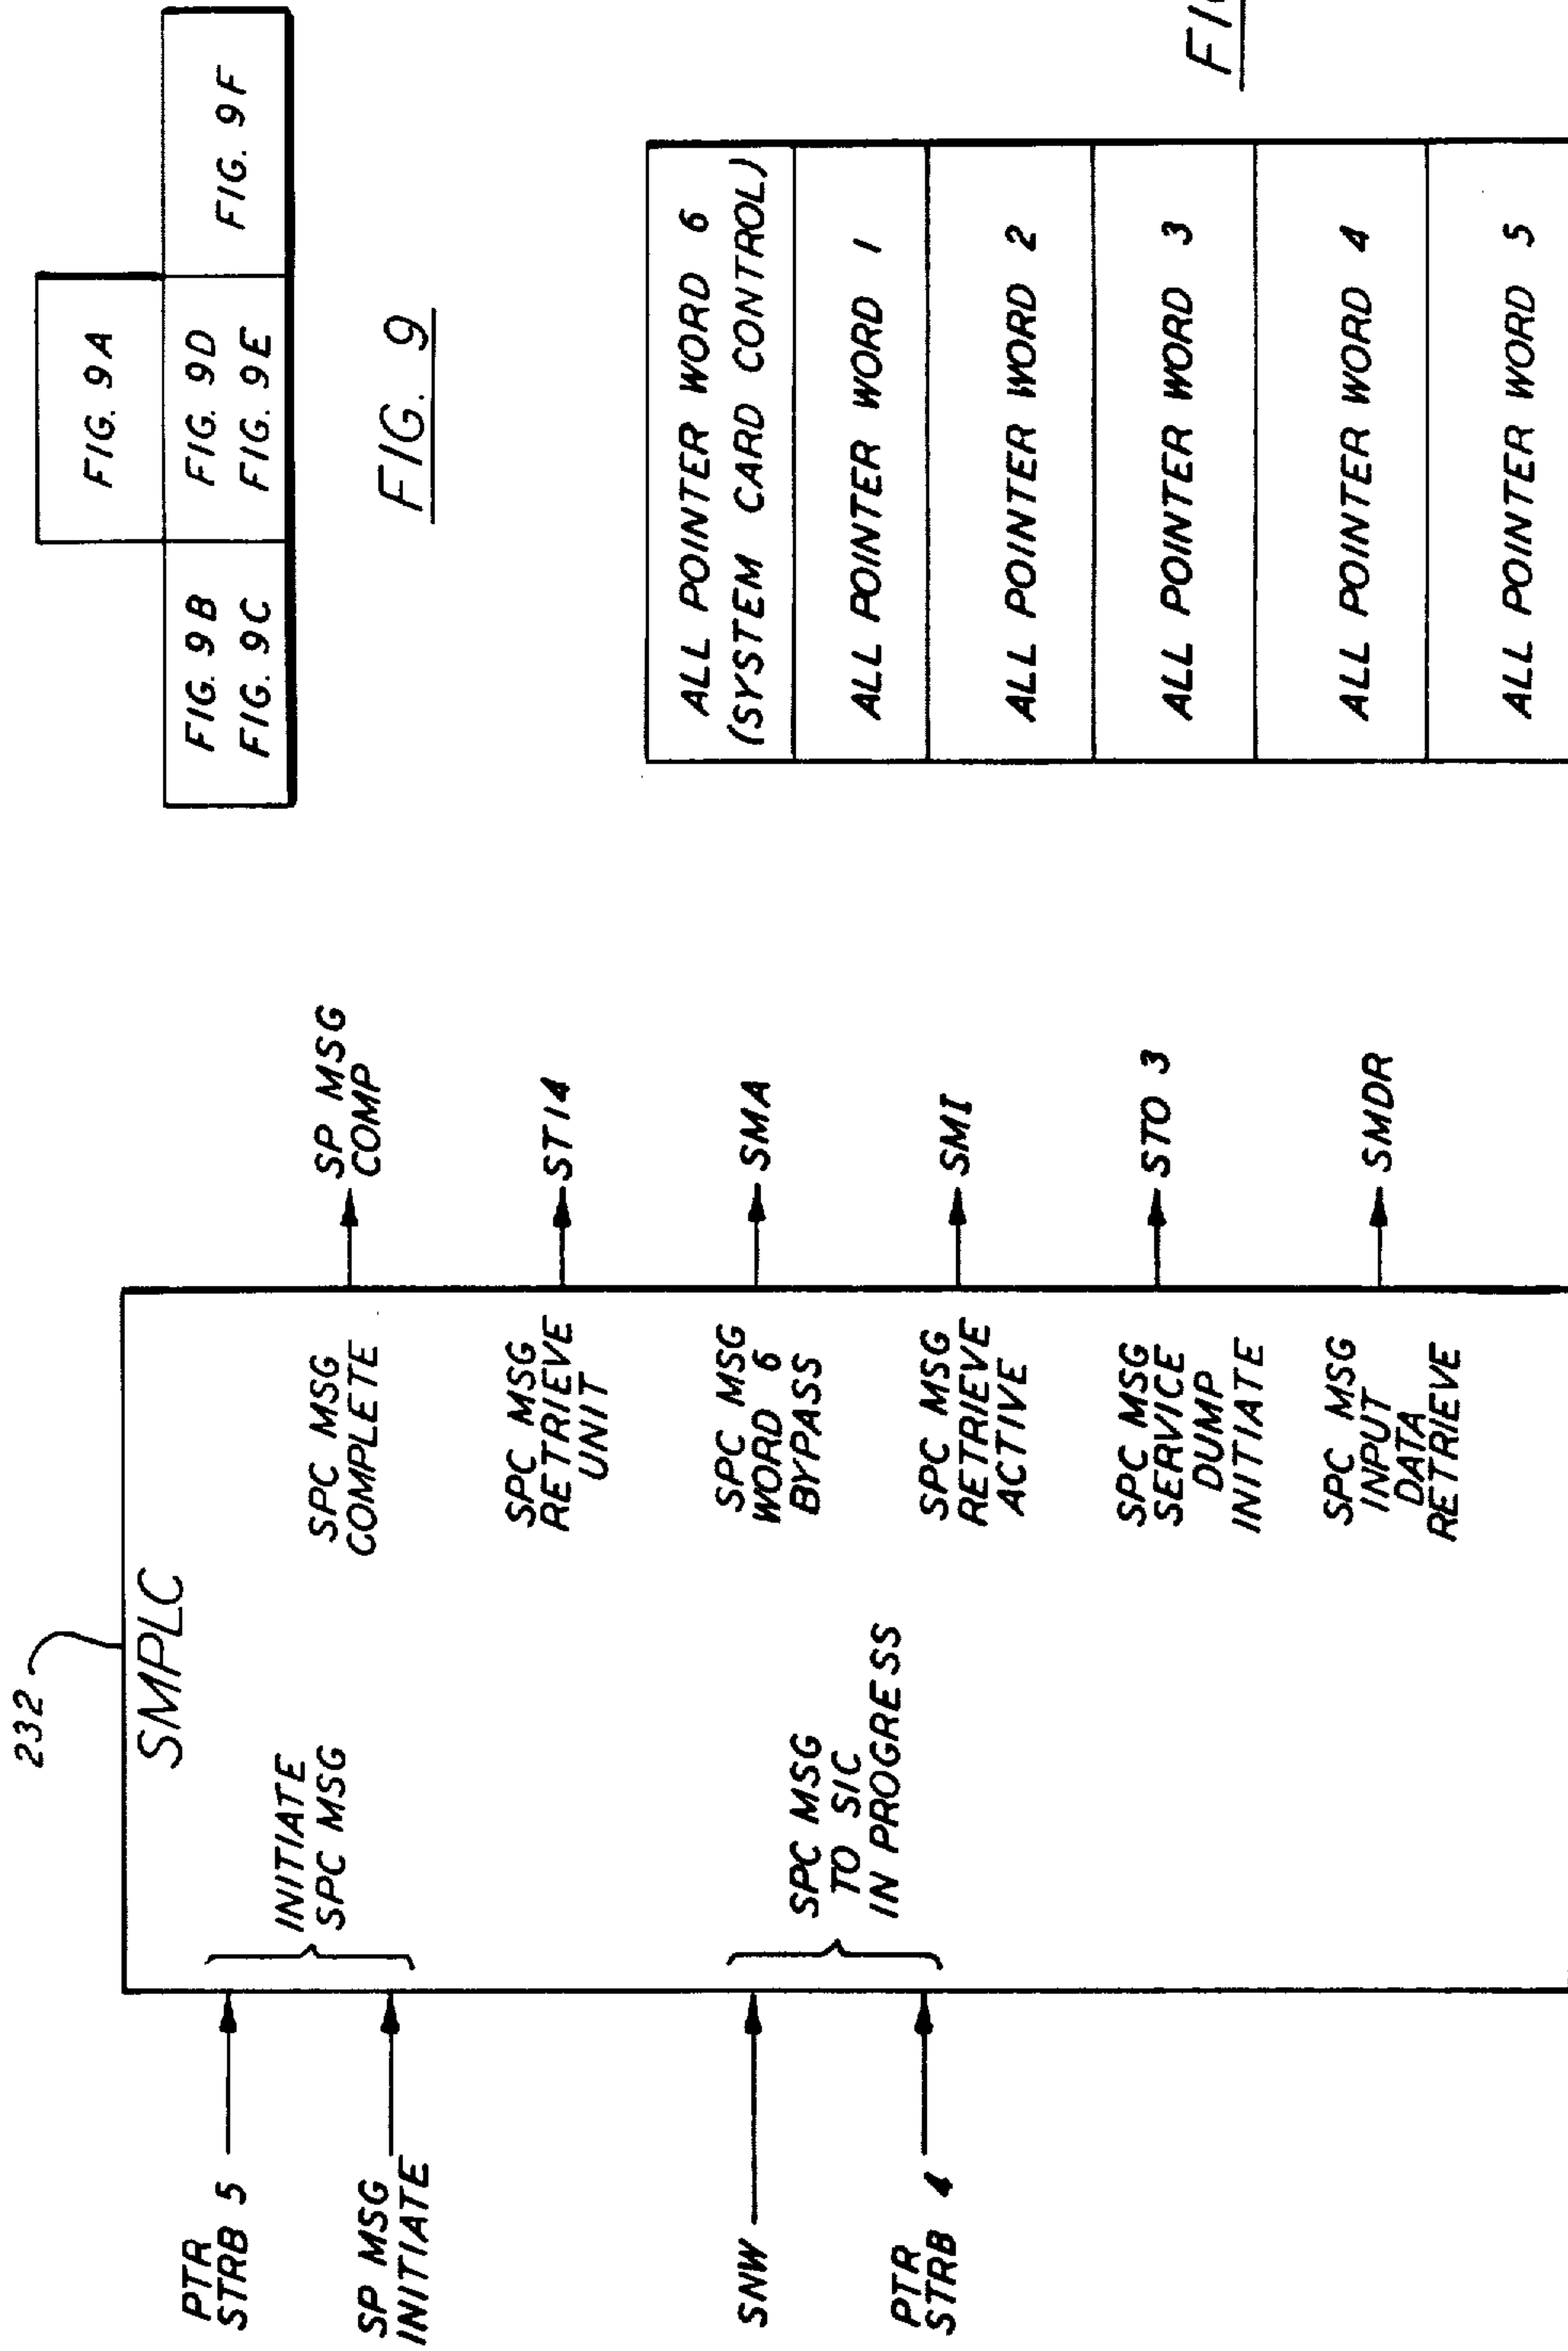 232
SMPLC
PTR
STRB 5
SP MSG
INITIATE
INITIATE
SPC MSG
SNW
PTR
STRB 4
SPC MSG
TO SIC
IN PROGRESS
SPC MSG
COMPLETE
SP MSG
COMP
SPC MSG
RETRIEVE
UNIT
ST14
SPC MSG
WORD 6
BYPASS
SMA
SPC MSG
RETRIEVE
ACTIVE
SMI
SPC MSG
SERVICE
DUMP
INITIATE
STO 3
SPC MSG
INPUT
DATA
RETRIEVE
SMDR
FIG. 9A
FIG. 9B
FIG. 9C
FIG. 9D
FIG. 9E
FIG. 9F
FIG. 9
ALL POINTER WORD 6
(SYSTEM CARD CONTROL)
ALL POINTER WORD 1
ALL POINTER WORD 2
ALL POINTER WORD 3
ALL POINTER WORD 4
ALL POINTER WORD 5